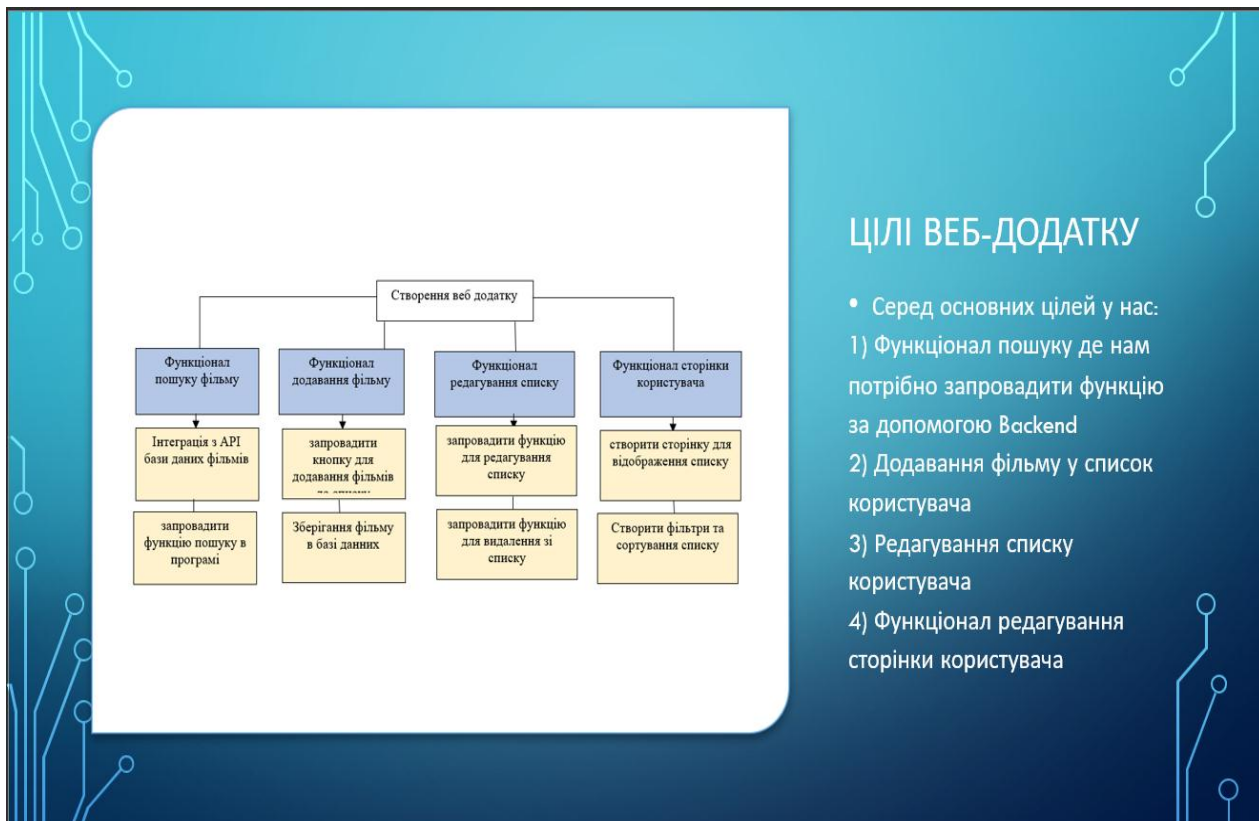 Створення веб додатку
Функціонал
пошуку фільму
Функціонал
додавання фільму
Функціонал
редагування списку
Функціонал сторінки
користувача
Інтеграція з АРІ
бази даних фільмів
запровадити
кнопку для
додавання фільмів
запровадити функцію
для редагування
списку
створити сторінку для
відображення списку
запровадити
функцію пошуку в
програмі
Зберігання фільму
в базі данних
запровадити функцію
для видалення зі
списку
Створити фільтри та
сортування списку
ЦІЛІ ВЕБ-ДОДАТКУ
• Серед основних цілей у нас:
1) Функціонал пошуку де нам
потрібно запровадити функцію
за допомогою Backend
2) Додавання фільму у список
користувача
3) Редагування списку
користувача
4) Функціонал редагування
сторінки користувача